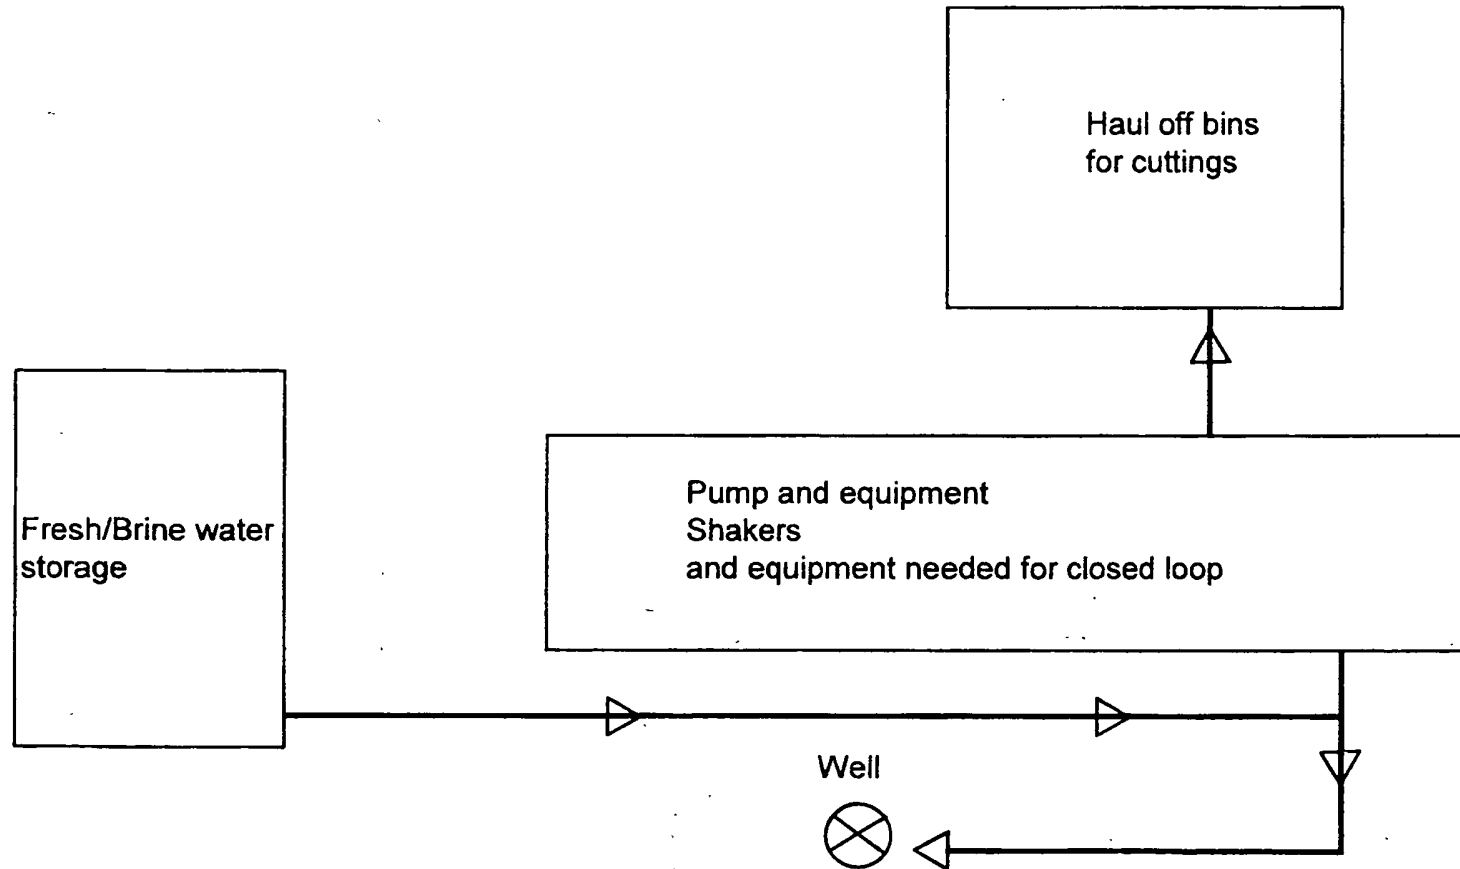 Haul off bins
for cuttings
Fresh/Brine water
storage
Pump and equipment
Shakers
and equipment needed for closed loop
Well